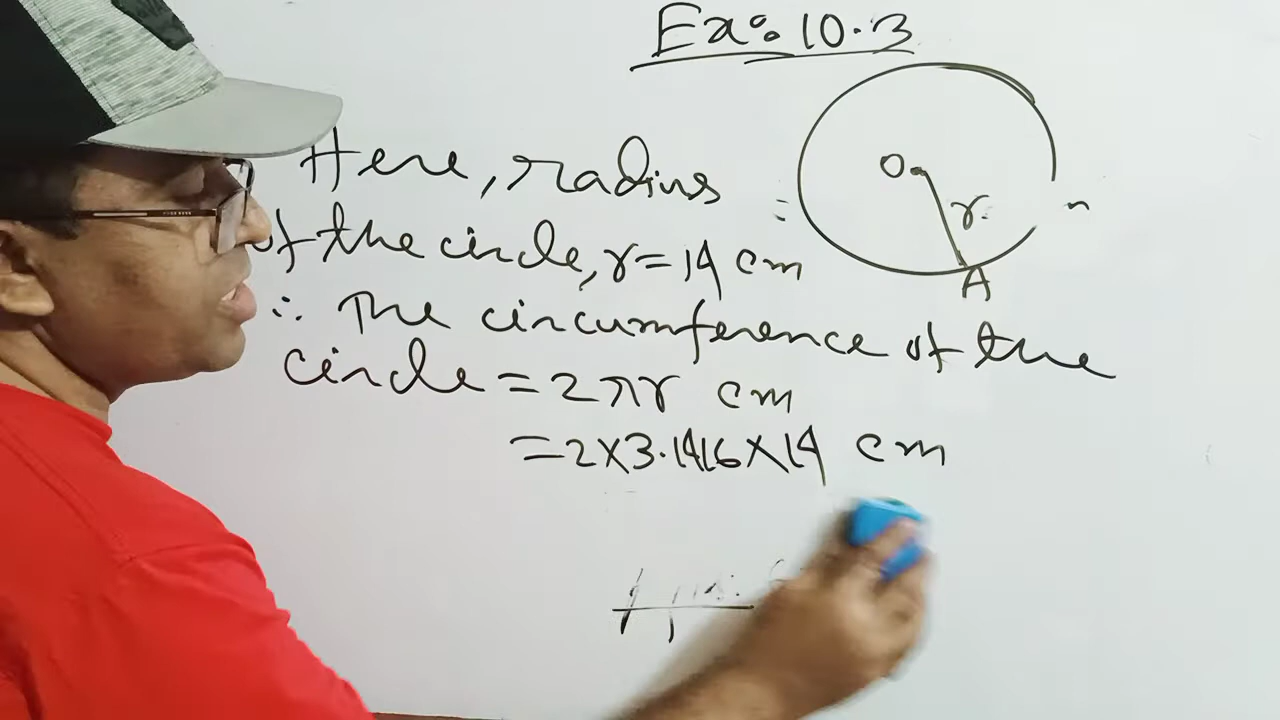 Ex: 10.3
Here, radius
of the circle, r = 14 cm
∴ The circumference of the
circle = 2πr cm
= 2×3.1416×14 cm
O
r
A